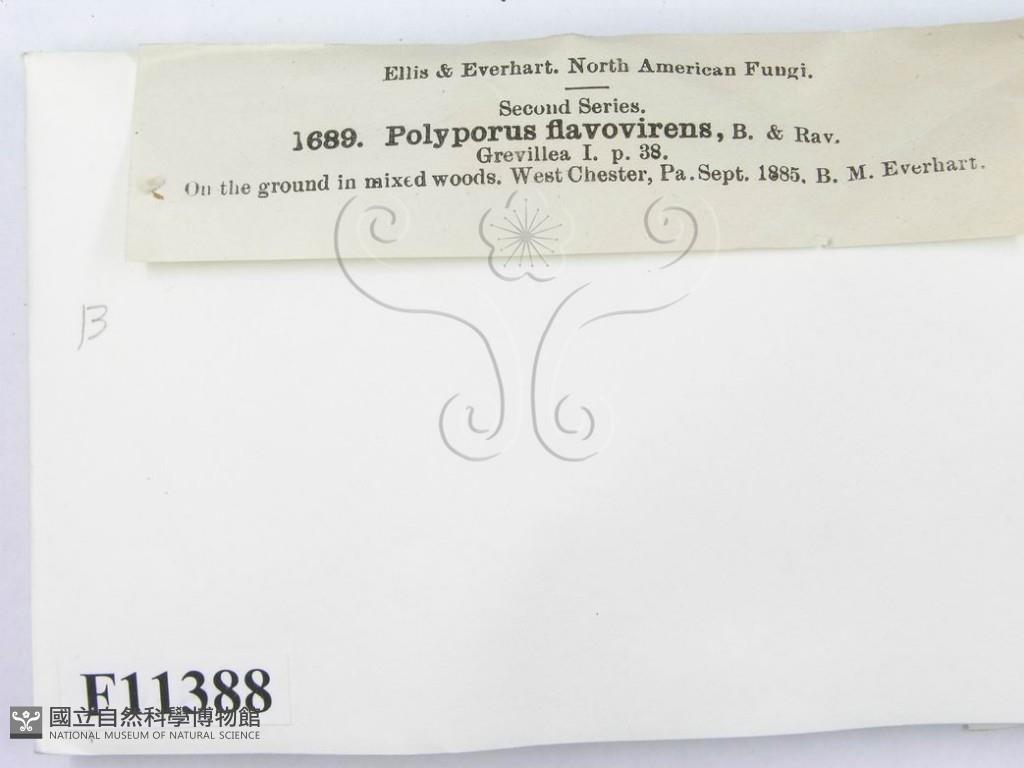 Ellis & Everhart. North American Fungi.
Second Series.
1689. Polyporus flavovirens, B. & Rav.
Grevillea I. p. 38.
On the ground in mixed woods. West Chester, Pa. Sept. 1885. B. M. Everhart.
B
F11388
國立自然科學博物館
NATIONAL MUSEUM OF NATURAL SCIENCE